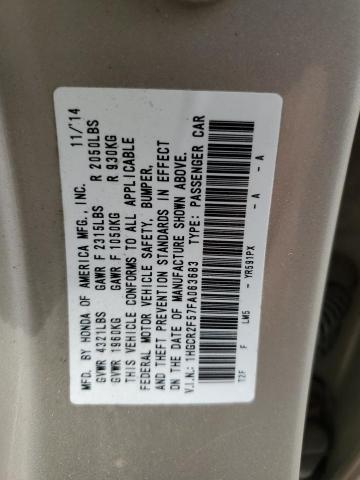 MFD. BY HONDA OF AMERICA MFG., INC. 11/'14
GVWR 4321LBS GAWR F 2315LBS R 2050LBS
GVWR 1960KG GAWR F 1050KG R 930KG
THIS VEHICLE CONFORMS TO ALL APPLICABLE
FEDERAL MOTOR VEHICLE SAFETY, BUMPER,
AND THEFT PREVENTION STANDARDS IN EFFECT
ON THE DATE OF MANUFACTURE SHOWN ABOVE.
V.I.N.: 1HGCR2F57FA063683 TYPE: PASSENGER CAR
LM5 - YR591PX - A - A
T2F F